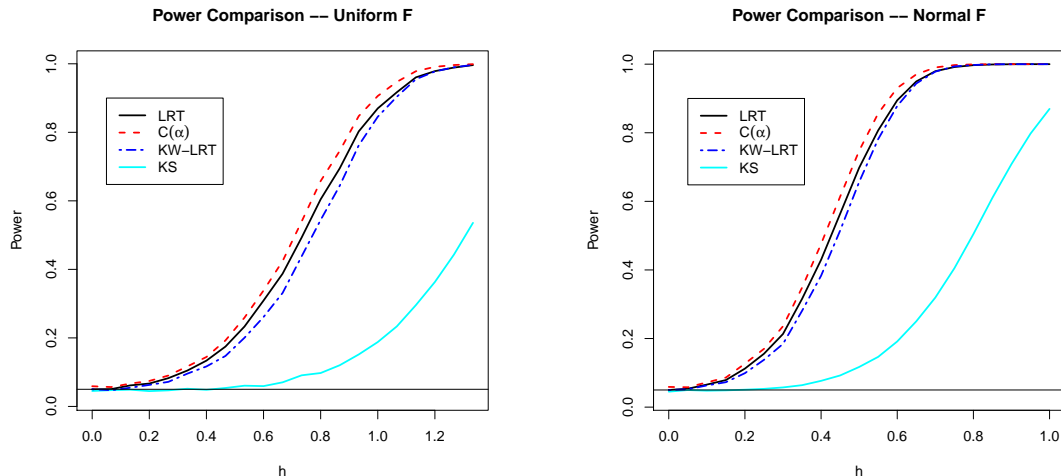 Power Comparison −− Uniform F
Power
1.0
0.8
0.6
0.4
0.2
0.0
LRT
C(α)
KW−LRT
KS
0.0 0.2 0.4 0.6 0.8 1.0 1.2
h
Power Comparison −− Normal F
Power
1.0
0.8
0.6
0.4
0.2
0.0
LRT
C(α)
KW−LRT
KS
0.0 0.2 0.4 0.6 0.8 1.0
h